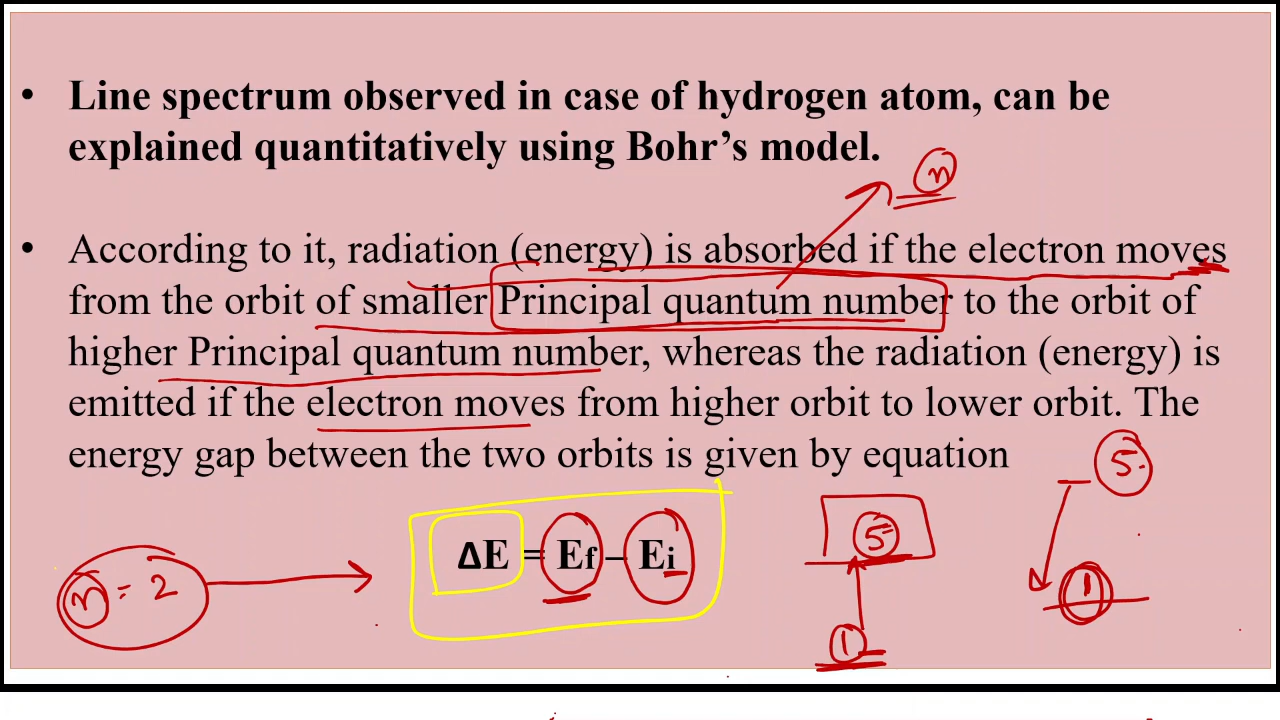 • Line spectrum observed in case of hydrogen atom, can be
explained quantitatively using Bohr's model.
n
• According to it, radiation (energy) is absorbed if the electron moves
from the orbit of smaller Principal quantum number to the orbit of
higher Principal quantum number, whereas the radiation (energy) is
emitted if the electron moves from higher orbit to lower orbit. The
energy gap between the two orbits is given by equation
5
ΔE = Ef – Ei
5
n = 2
1
1